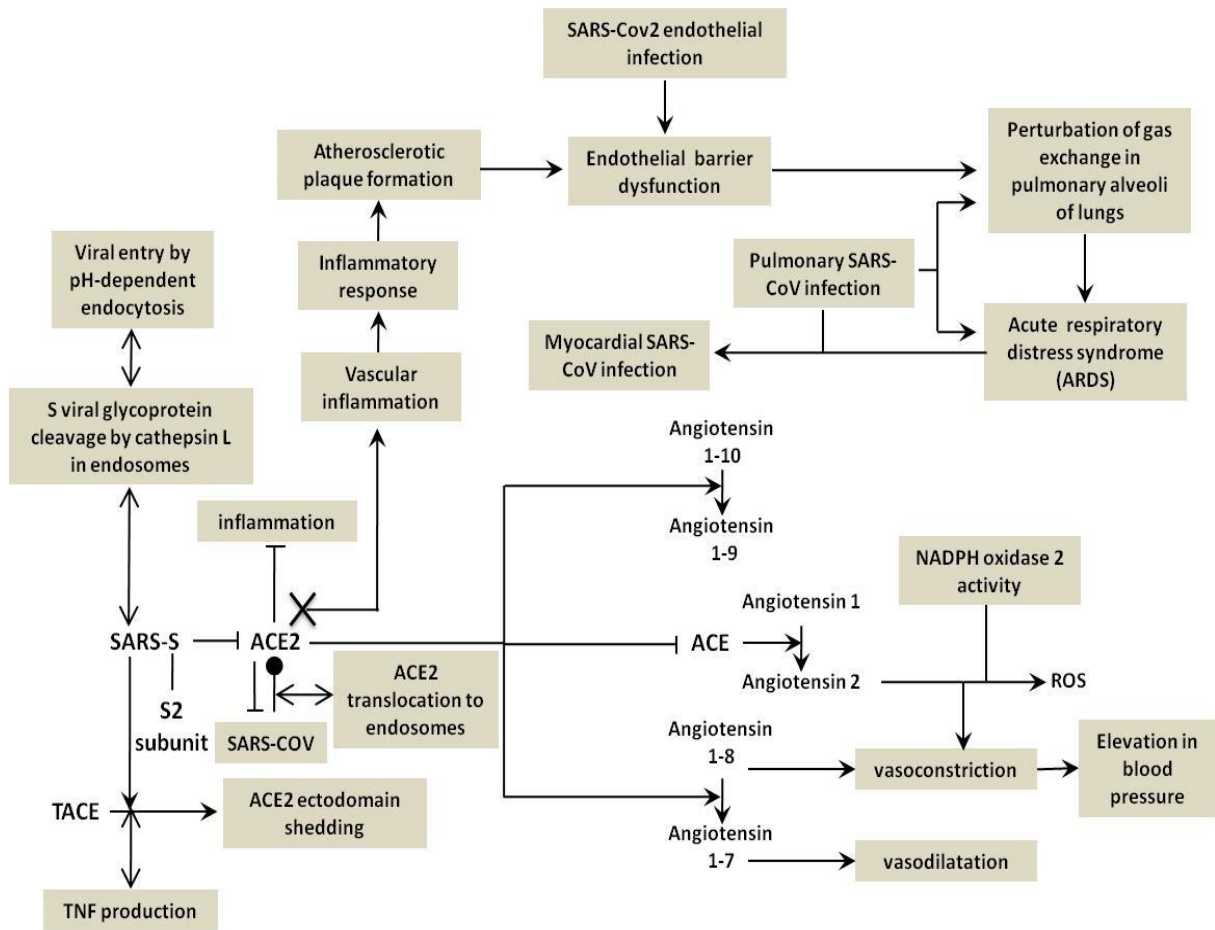 SARS-Cov2 endothelial
infection
Atherosclerotic
plaque formation
Endothelial barrier
dysfunction
Perturbation of gas
exchange in
pulmonary alveoli
of lungs
Viral entry by
pH-dependent
endocytosis
Inflammatory
response
Pulmonary SARS-
CoV infection
Myocardial SARS-
CoV infection
Acute respiratory
distress syndrome
(ARDS)
Vascular
inflammation
S viral glycoprotein
cleavage by cathepsin L
in endosomes
Angiotensin
1-10
inflammation
Angiotensin
1-9
NADPH oxidase 2
activity
SARS-S
ACE2
ACE
Angiotensin 1
Angiotensin 2
ROS
S2
subunit
SARS-COV
ACE2
translocation to
endosomes
Angiotensin
1-8
vasoconstriction
Elevation in
blood
pressure
TACE
ACE2 ectodomain
shedding
Angiotensin
1-7
vasodilatation
TNF production